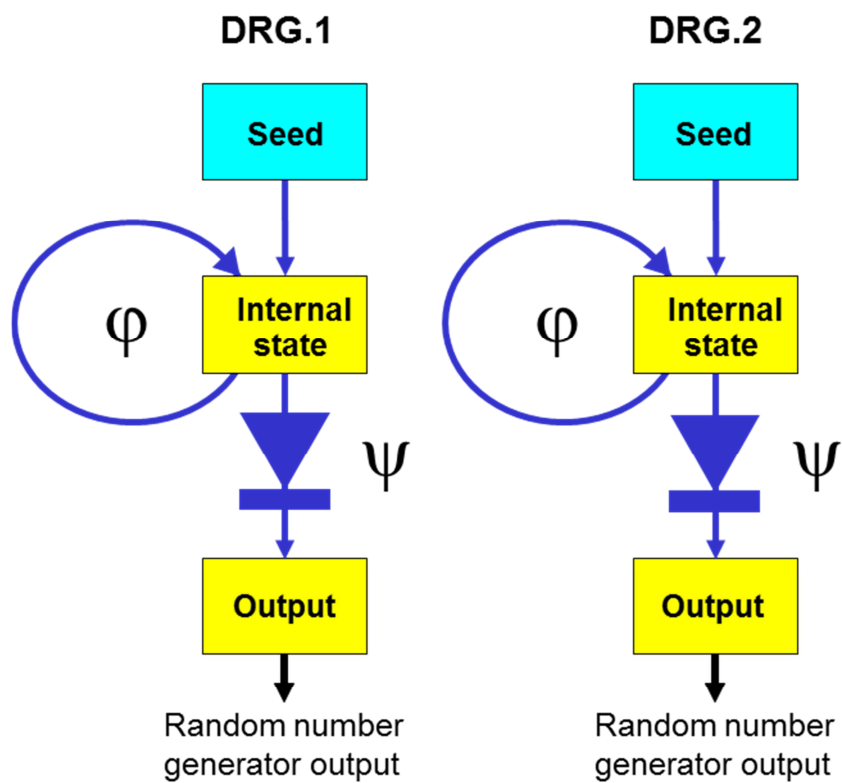 DRG.1
Seed
φ
Internal
state
ψ
Output
Random number
generator output
DRG.2
Seed
φ
Internal
state
ψ
Output
Random number
generator output